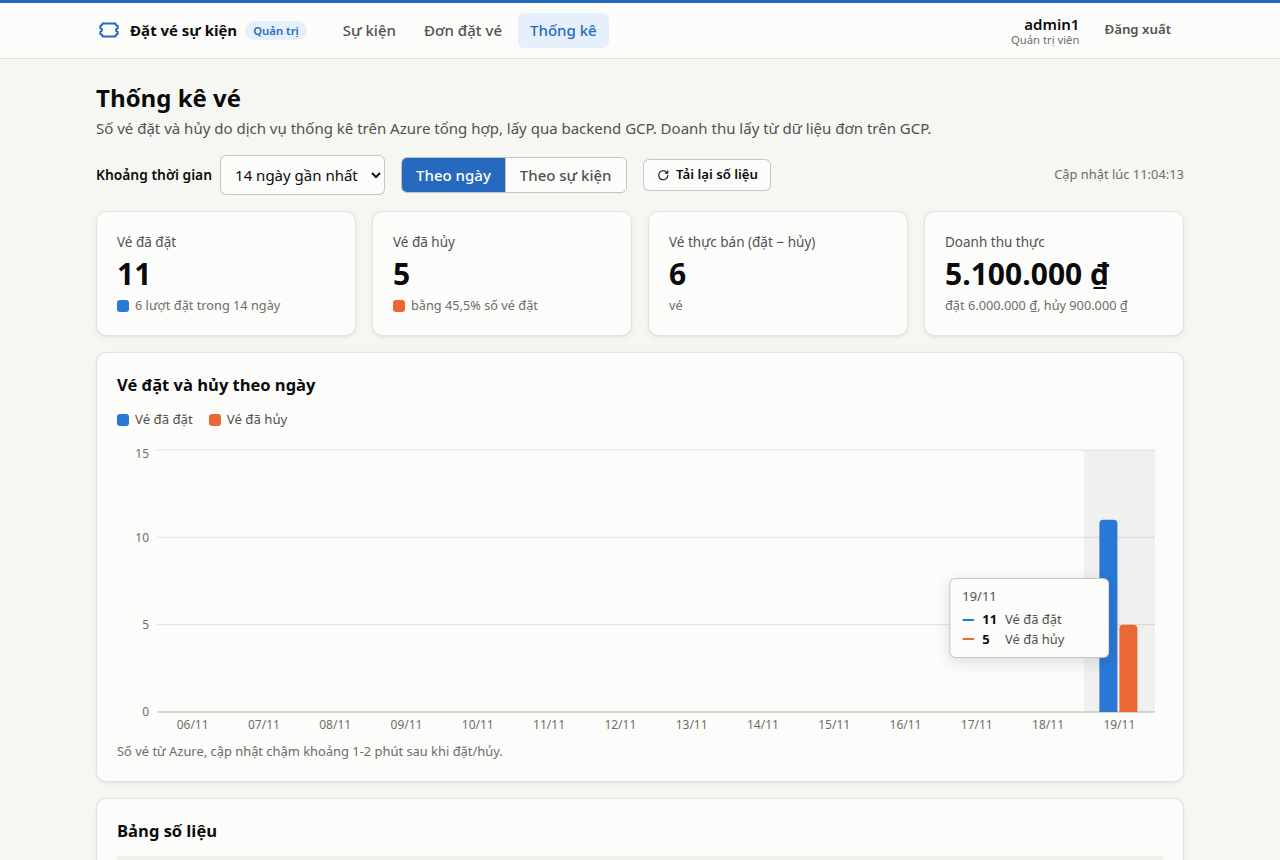 Đặt vé sự kiện Quản trị Sự kiện Đơn đặt vé Thống kê admin1 Đăng xuất
Quản trị viên
Thống kê vé
Số vé đặt và hủy do dịch vụ thống kê trên Azure tổng hợp, lấy qua backend GCP. Doanh thu lấy từ dữ liệu đơn trên GCP.
Khoảng thời gian 14 ngày gần nhất Theo ngày Theo sự kiện Tải lại số liệu Cập nhật lúc 11:04:13
Vé đã đặt
11
6 lượt đặt trong 14 ngày
Vé đã hủy
5
bằng 45,5% số vé đặt
Vé thực bán (đặt − hủy)
6
vé
Doanh thu thực
5.100.000 ₫
đặt 6.000.000 ₫, hủy 900.000 ₫
Vé đặt và hủy theo ngày
Vé đã đặt Vé đã hủy
15
10
5
0
19/11
11 Vé đã đặt
5 Vé đã hủy
06/11 07/11 08/11 09/11 10/11 11/11 12/11 13/11 14/11 15/11 16/11 17/11 18/11 19/11
Số vé từ Azure, cập nhật chậm khoảng 1-2 phút sau khi đặt/hủy.
Bảng số liệu